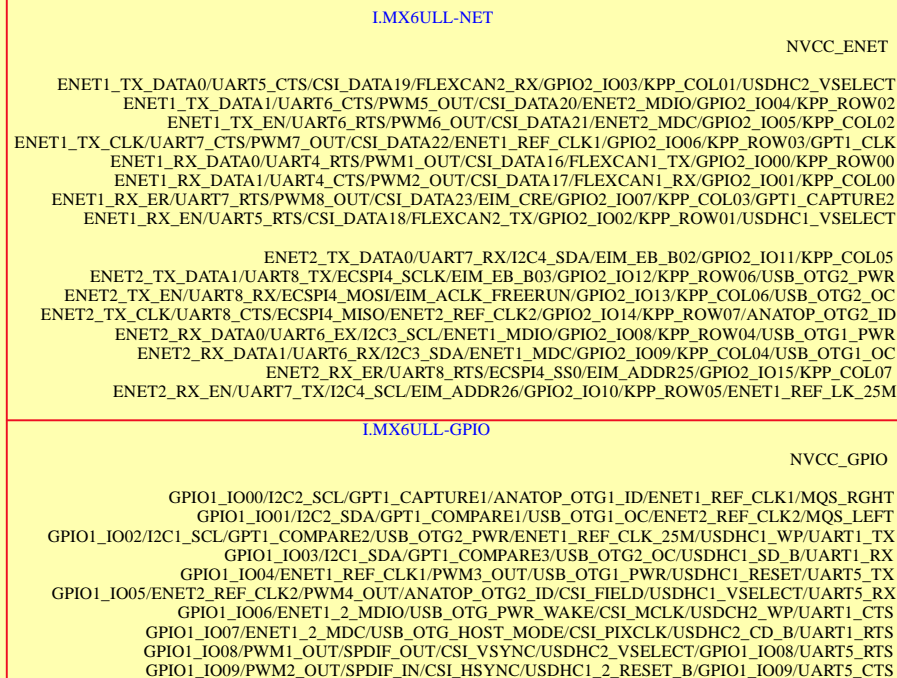 I.MX6ULL-NET
NVCC_ENET
ENET1_TX_DATA0/UART5_CTS/CSI_DATA19/FLEXCAN2_RX/GPIO2_IO03/KPP_COL01/USDHC2_VSELECT
ENET1_TX_DATA1/UART6_CTS/PWM5_OUT/CSI_DATA20/ENET2_MDIO/GPIO2_IO04/KPP_ROW02
ENET1_TX_EN/UART6_RTS/PWM6_OUT/CSI_DATA21/ENET2_MDC/GPIO2_IO05/KPP_COL02
ENET1_TX_CLK/UART7_CTS/PWM7_OUT/CSI_DATA22/ENET1_REF_CLK1/GPIO2_IO06/KPP_ROW03/GPT1_CLK
ENET1_RX_DATA0/UART4_RTS/PWM1_OUT/CSI_DATA16/FLEXCAN1_TX/GPIO2_IO00/KPP_ROW00
ENET1_RX_DATA1/UART4_CTS/PWM2_OUT/CSI_DATA17/FLEXCAN1_RX/GPIO2_IO01/KPP_COL00
ENET1_RX_ER/UART7_RTS/PWM8_OUT/CSI_DATA23/EIM_CRE/GPIO2_IO07/KPP_COL03/GPT1_CAPTURE2
ENET1_RX_EN/UART5_RTS/CSI_DATA18/FLEXCAN2_TX/GPIO2_IO02/KPP_ROW01/USDHC1_VSELECT
ENET2_TX_DATA0/UART7_RX/I2C4_SDA/EIM_EB_B02/GPIO2_IO11/KPP_COL05
ENET2_TX_DATA1/UART8_TX/ECSPI4_SCLK/EIM_EB_B03/GPIO2_IO12/KPP_ROW06/USB_OTG2_PWR
ENET2_TX_EN/UART8_RX/ECSPI4_MOSI/EIM_ACLK_FREERUN/GPIO2_IO13/KPP_COL06/USB_OTG2_OC
ENET2_TX_CLK/UART8_CTS/ECSPI4_MISO/ENET2_REF_CLK2/GPIO2_IO14/KPP_ROW07/ANATOP_OTG2_ID
ENET2_RX_DATA0/UART6_EX/I2C3_SCL/ENET1_MDIO/GPIO2_IO08/KPP_ROW04/USB_OTG1_PWR
ENET2_RX_DATA1/UART6_RX/I2C3_SDA/ENET1_MDC/GPIO2_IO09/KPP_COL04/USB_OTG1_OC
ENET2_RX_ER/UART8_RTS/ECSPI4_SS0/EIM_ADDR25/GPIO2_IO15/KPP_COL07
ENET2_RX_EN/UART7_TX/I2C4_SCL/EIM_ADDR26/GPIO2_IO10/KPP_ROW05/ENET1_REF_LK_25M
I.MX6ULL-GPIO
NVCC_GPIO
GPIO1_IO00/I2C2_SCL/GPT1_CAPTURE1/ANATOP_OTG1_ID/ENET1_REF_CLK1/MQS_RGHT
GPIO1_IO01/I2C2_SDA/GPT1_COMPARE1/USB_OTG1_OC/ENET2_REF_CLK2/MQS_LEFT
GPIO1_IO02/I2C1_SCL/GPT1_COMPARE2/USB_OTG2_PWR/ENET1_REF_CLK_25M/USDHC1_WP/UART1_TX
GPIO1_IO03/I2C1_SDA/GPT1_COMPARE3/USB_OTG2_OC/USDHC1_SD_B/UART1_RX
GPIO1_IO04/ENET1_REF_CLK1/PWM3_OUT/USB_OTG1_PWR/USDHC1_RESET/UART5_TX
GPIO1_IO05/ENET2_REF_CLK2/PWM4_OUT/ANATOP_OTG2_ID/CSI_FIELD/USDHC1_VSELECT/UART5_RX
GPIO1_IO06/ENET1_2_MDIO/USB_OTG_PWR_WAKE/CSI_MCLK/USDCH2_WP/UART1_CTS
GPIO1_IO07/ENET1_2_MDC/USB_OTG_HOST_MODE/CSI_PIXCLK/USDHC2_CD_B/UART1_RTS
GPIO1_IO08/PWM1_OUT/SPDIF_OUT/CSI_VSYNC/USDHC2_VSELECT/GPIO1_IO08/UART5_RTS
GPIO1_IO09/PWM2_OUT/SPDIF_IN/CSI_HSYNC/USDHC1_2_RESET_B/GPIO1_IO09/UART5_CTS